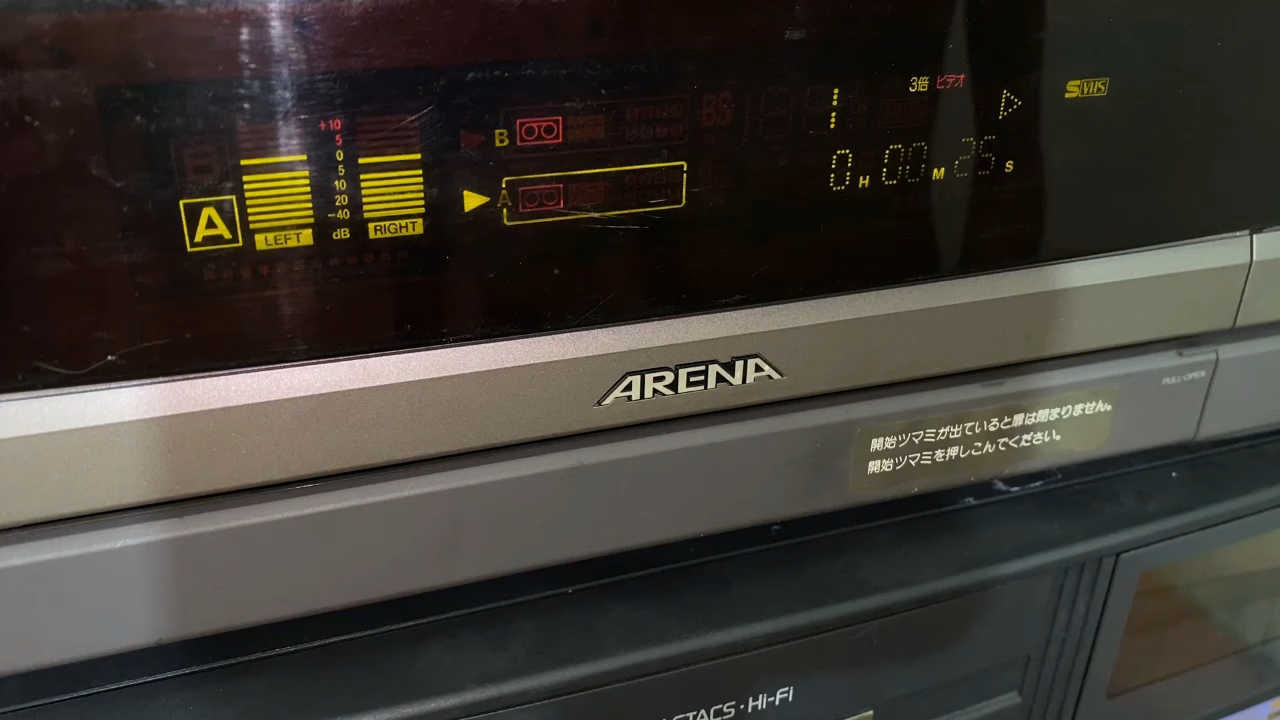 3倍 ビデオ
S VHS
+10
5
0
5
10
20
-40
dB
A
LEFT
RIGHT
B
A
BS
1
0H 00M 25S
ARENA
PULL-OPEN
開始ツマミが出ていると扉は閉まりません。
開始ツマミを押しこんでください。
Hi-Fi